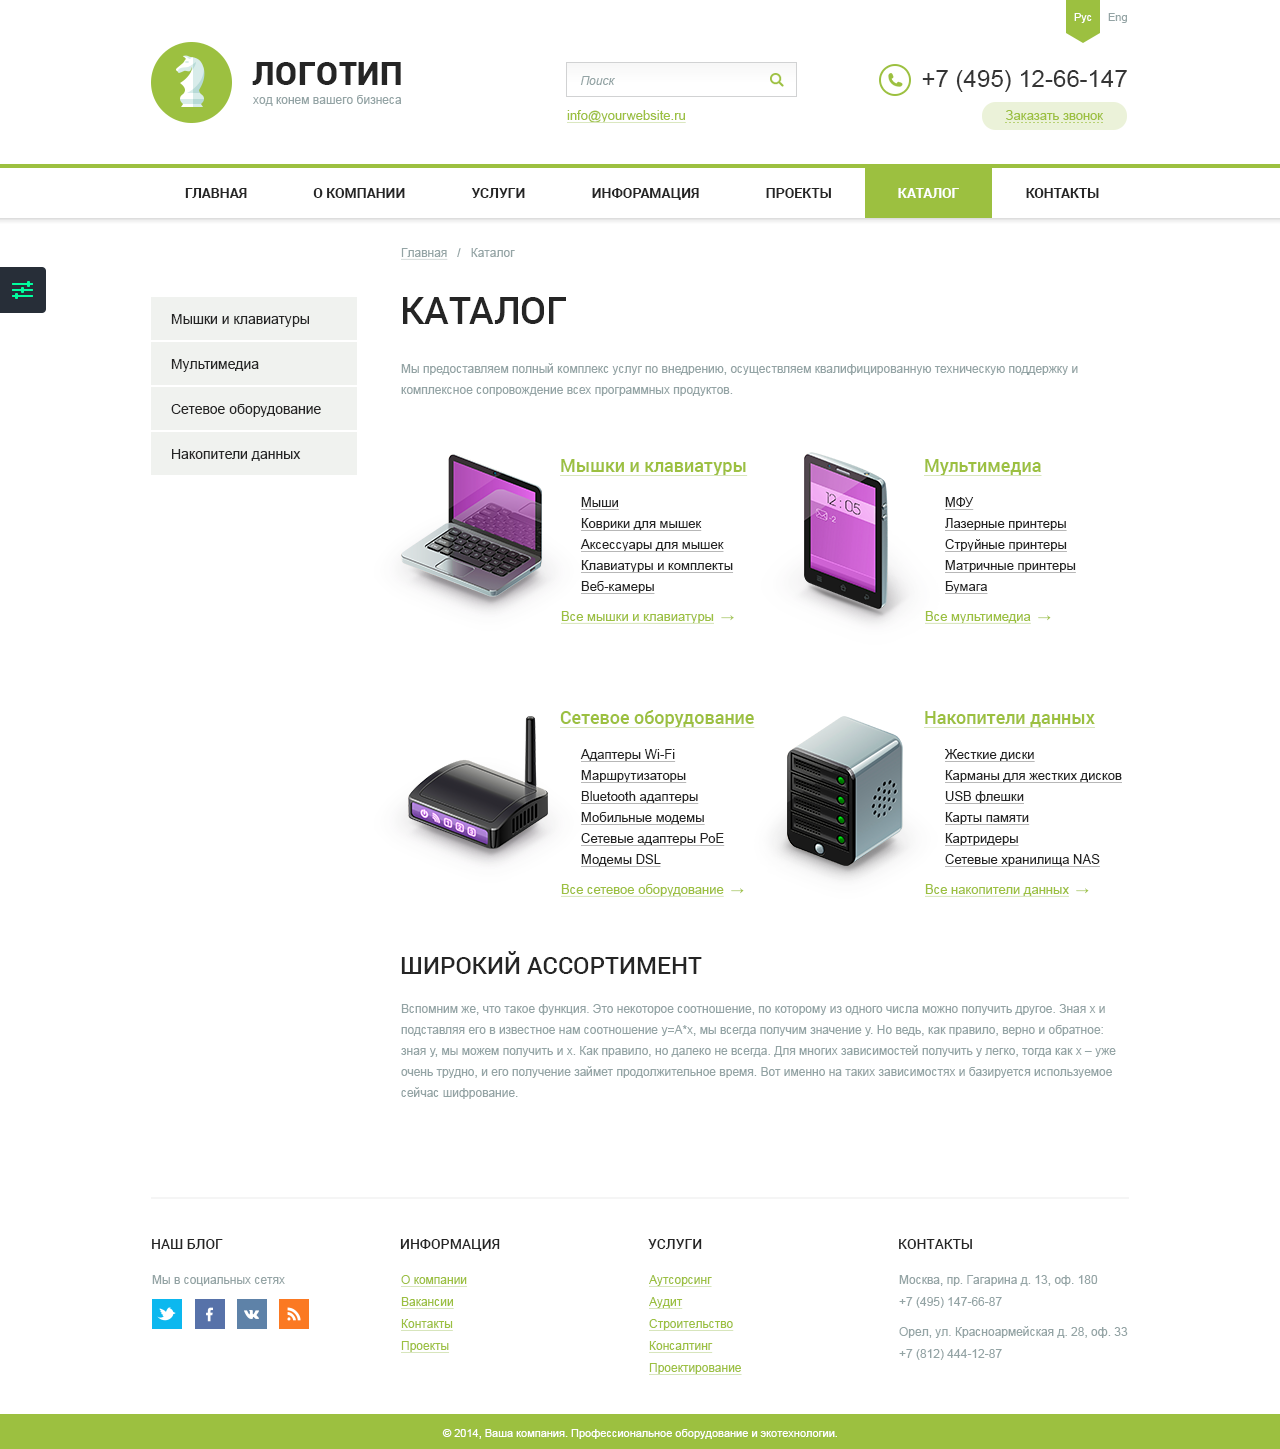 Рус Eng
ЛОГОТИП
ход конем вашего бизнеса
Поиск
info@yourwebsite.ru
+7 (495) 12-66-147
Заказать звонок
ГЛАВНАЯ О КОМПАНИИ УСЛУГИ ИНФОРАМАЦИЯ ПРОЕКТЫ КАТАЛОГ КОНТАКТЫ
Главная / Каталог
Мышки и клавиатуры
Мультимедиа
Сетевое оборудование
Накопители данных
КАТАЛОГ
Мы предоставляем полный комплекс услуг по внедрению, осуществляем квалифицированную техническую поддержку и
комплексное сопровождение всех программных продуктов.
Мышки и клавиатуры
Мыши
Коврики для мышек
Аксессуары для мышек
Клавиатуры и комплекты
Веб-камеры
Все мышки и клавиатуры →
12:05
-2
Мультимедиа
МФУ
Лазерные принтеры
Струйные принтеры
Матричные принтеры
Бумага
Все мультимедиа →
1 2 3
Сетевое оборудование
Адаптеры Wi-Fi
Маршрутизаторы
Bluetooth адаптеры
Мобильные модемы
Сетевые адаптеры PoE
Модемы DSL
Все сетевое оборудование →
Накопители данных
Жесткие диски
Карманы для жестких дисков
USB флешки
Карты памяти
Картридеры
Сетевые хранилища NAS
Все накопители данных →
ШИРОКИЙ АССОРТИМЕНТ
Вспомним же, что такое функция. Это некоторое соотношение, по которому из одного числа можно получить другое. Зная x и
подставляя его в известное нам соотношение y=A*x, мы всегда получим значение y. Но ведь, как правило, верно и обратное:
зная y, мы можем получить и x. Как правило, но далеко не всегда. Для многих зависимостей получить y легко, тогда как x – уже
очень трудно, и его получение займет продолжительное время. Вот именно на таких зависимостях и базируется используемое
сейчас шифрование.
НАШ БЛОГ
Мы в социальных сетях
ИНФОРМАЦИЯ
О компании
Вакансии
Контакты
Проекты
УСЛУГИ
Аутсорсинг
Аудит
Строительство
Консалтинг
Проектирование
КОНТАКТЫ
Москва, пр. Гагарина д. 13, оф. 180
+7 (495) 147-66-87
Орел, ул. Красноармейская д. 28, оф. 33
+7 (812) 444-12-87
© 2014, Ваша компания. Профессиональное оборудование и экотехнологии.